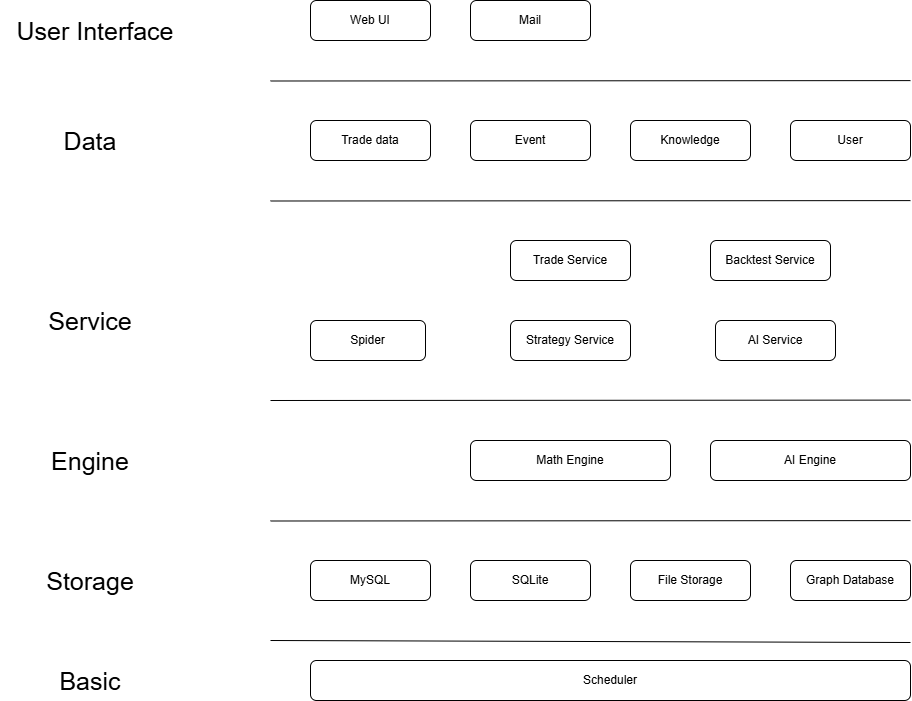 User Interface
Web UI
Mail
Data
Trade data
Event
Knowledge
User
Trade Service
Backtest Service
Service
Spider
Strategy Service
AI Service
Engine
Math Engine
AI Engine
Storage
MySQL
SQLite
File Storage
Graph Database
Basic
Scheduler